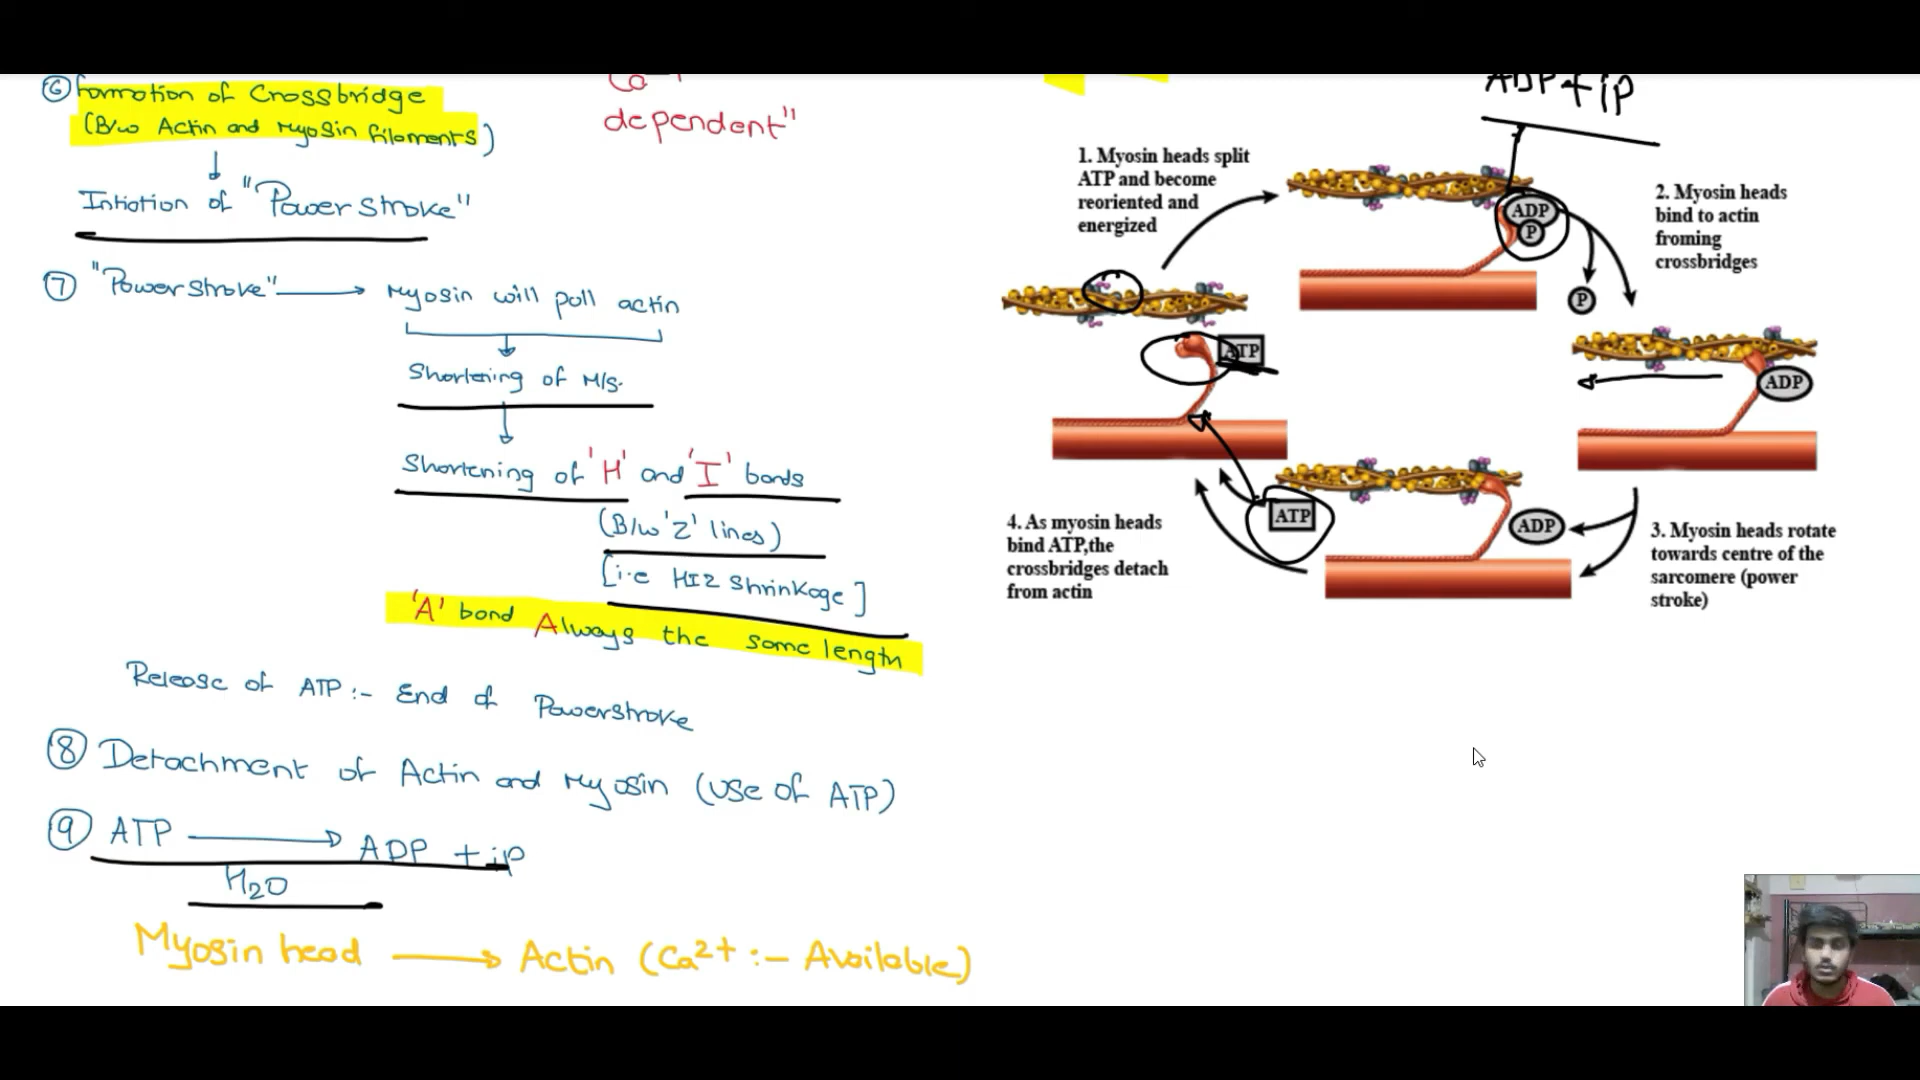 ⑥ Formation of Crossbridge
(B/w Actin and Myosin filaments)
Intiation of "Power Stroke"
dependent"
⑦ "Power stroke" → Myosin will pull actin
Shortening of M/S.
Shortening of 'H' and 'I' bands
(B/w 'Z' lines)
[i.e HIZ Shrinkage]
'A' band Always the same length
Release of ATP :- End of Powerstroke
⑧ Detachment of Actin and Myosin (use of ATP)
⑨ ATP → ADP + iP
H2O
Myosin head → Actin (Ca2+ :- Available)
ADP + iP
1. Myosin heads split
ATP and become
reoriented and
energized
ADP
P
2. Myosin heads
bind to actin
froming
crossbridges
P
ATP
ADP
ATP
ADP
4. As myosin heads
bind ATP,the
crossbridges detach
from actin
3. Myosin heads rotate
towards centre of the
sarcomere (power
stroke)